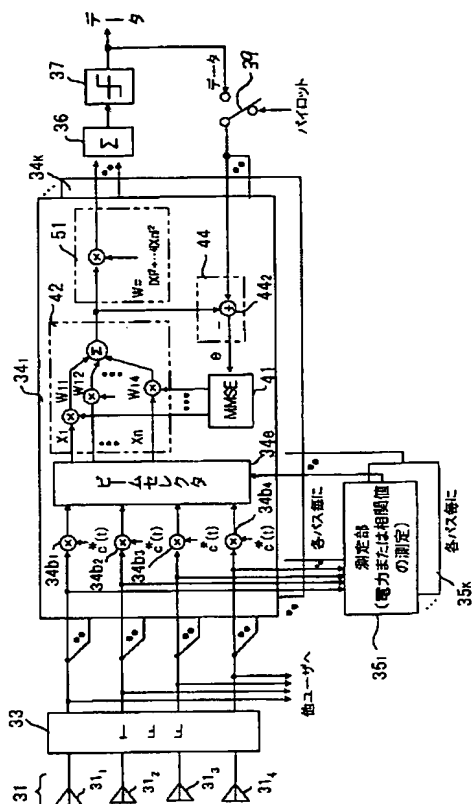 31
31₁
31₂
31₃
31₄
33
FFT
他ユーザへ
34₁
34k
34b₁
34b₂
34b₃
34b₄
c*(t)
c*(t)
c*(t)
c*(t)
ビームセレクタ
34₈
X₁
Xn
W₁₁
W₁₂
W₁₄
Σ
42
51
W=
|X₁|²+…+|Xn|²
44
44₂
+
−
e
MMSE
41
36
Σ
37
データ
データ
39
パイロット
各パス毎に
測定部
(電力または相関値
の測定)
35₁
35k
各パス毎に